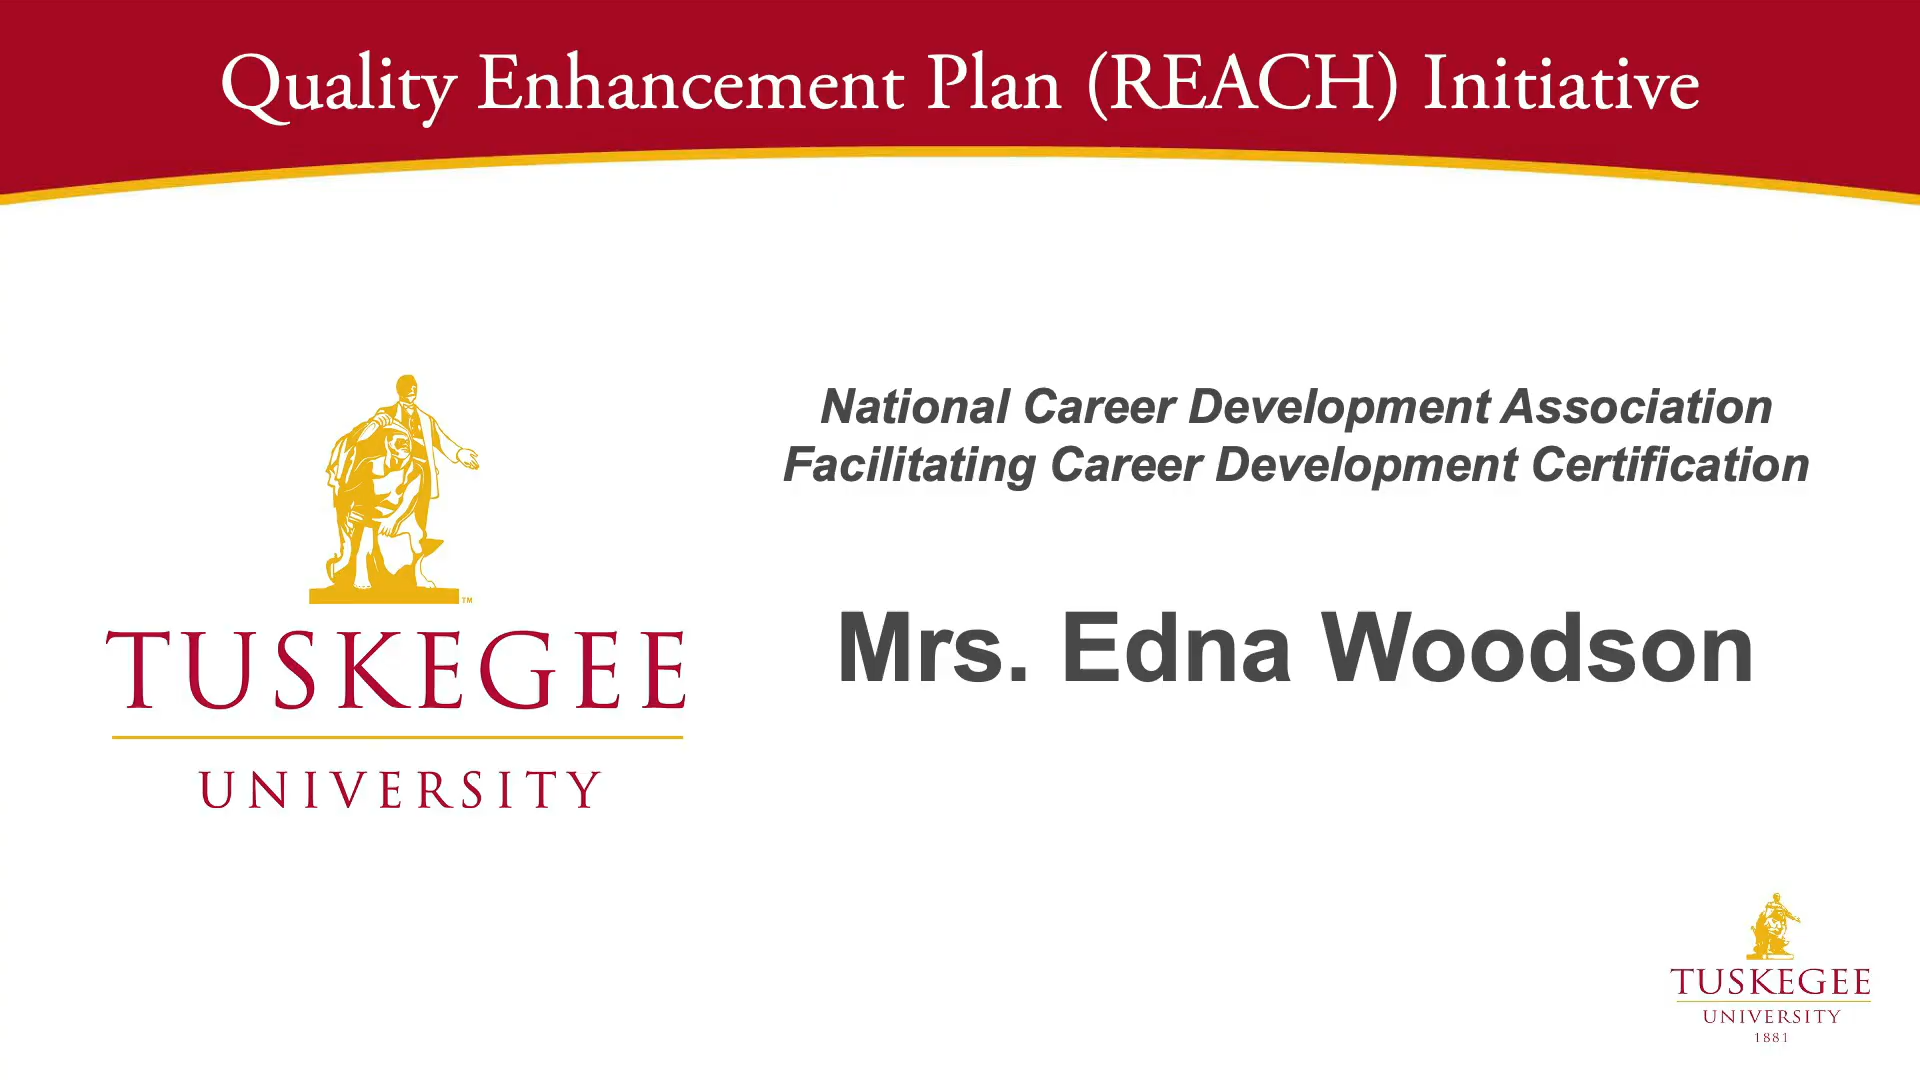 Quality Enhancement Plan (REACH) Initiative
National Career Development Association
Facilitating Career Development Certification
Mrs. Edna Woodson
TM
TUSKEGEE
UNIVERSITY
TUSKEGEE
UNIVERSITY
1881